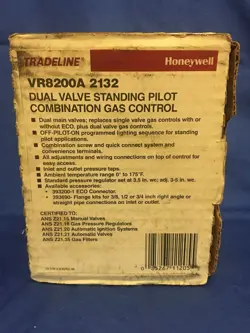 TRADELINE Honeywell
VR8200A 2132
DUAL VALVE STANDING PILOT
COMBINATION GAS CONTROL
• Dual main valves; replaces single valve gas controls with or
without ECO, plus dual valve gas controls.
• OFF-PILOT-ON programmed lighting sequence for standing
pilot applications.
• Combination screw and quick connect system and
convenience terminals.
• All adjustments and wiring connections on top of control for
easy access.
• Inlet and outlet pressure taps.
• Ambient temperature range 0° to 175°F.
• Standard pressure regulator set at 3.5 in. wc; adj. 3-5 in. wc.
• Available accessories:
• 393200-1 ECO Connector.
• 393690- Flange kits for 3/8, 1/2 or 3/4 inch right angle or
straight pipe connections on inlet or outlet.
CERTIFIED TO:
ANS Z21.15 Manual Valves
ANS Z21.18 Gas Pressure Regulators
ANS Z21.20 Automatic Ignition Systems
ANS Z21.21 Automatic Valves
ANS Z21.35 Gas Filters